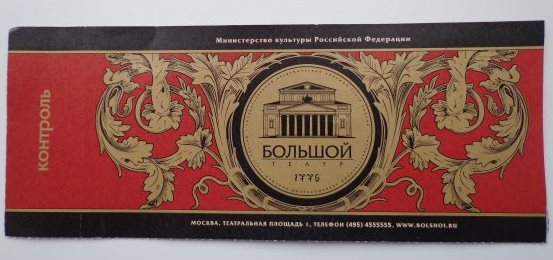 Министерство культуры Российской Федерации
контроль
БОЛЬШОЙ
ТЕАТР
1776
МОСКВА, ТЕАТРАЛЬНАЯ ПЛОЩАДЬ 1, ТЕЛЕФОН (495) 4555555, WWW.BOLSHOI.RU